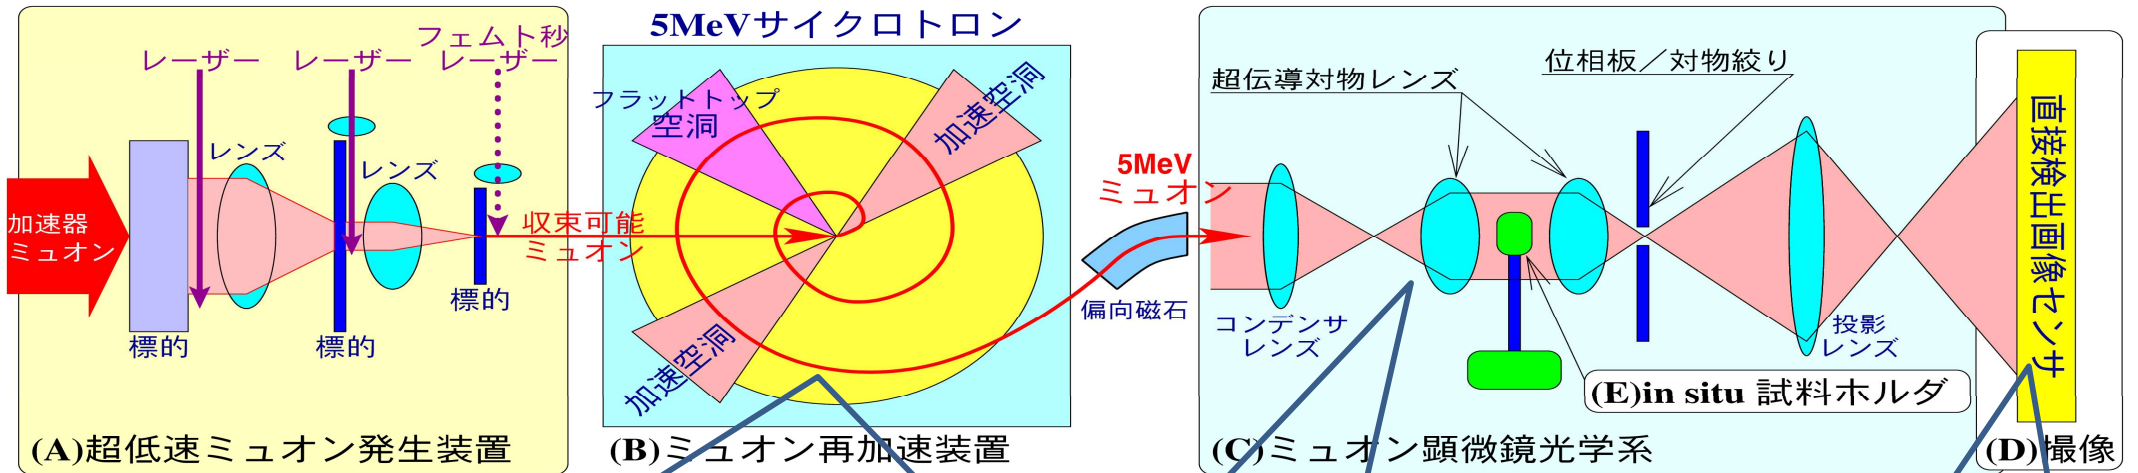 加速器
ミュオン
レーザー
レーザー
フェムト秒
レーザー
レンズ
レンズ
標的
標的
標的
収束可能
ミュオン
(A)超低速ミュオン発生装置
5MeVサイクロトロン
フラットトップ
空洞
加速空洞
加速空洞
(B)ミュオン再加速装置
5MeV
ミュオン
偏向磁石
超伝導対物レンズ
位相板／対物絞り
コンデンサ
レンズ
投影
レンズ
(E)in situ 試料ホルダ
(C)ミュオン顕微鏡光学系
直接検出画像センサ
(D)撮像